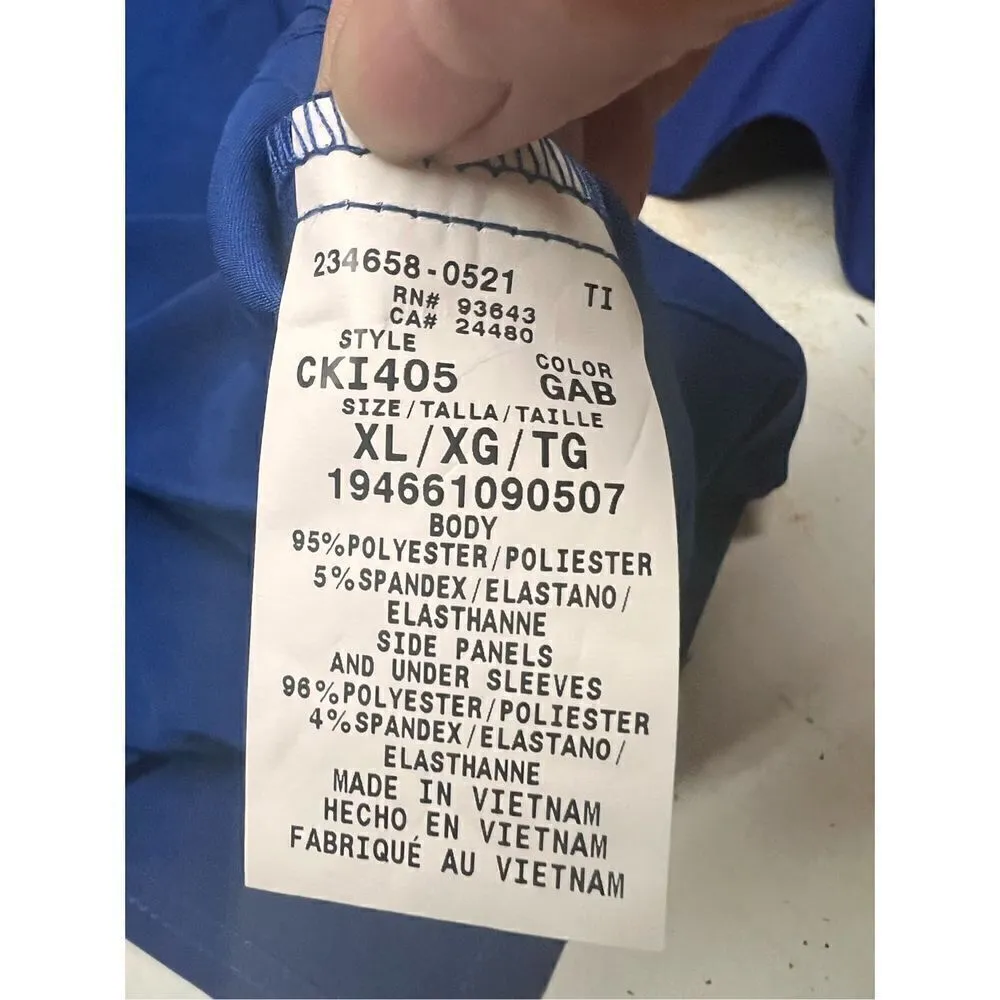 234658-0521 TI
RN# 93643
CA# 24480
STYLE COLOR
CKI405 GAB
SIZE/TALLA/TAILLE
XL/XG/TG
194661090507
BODY
95%POLYESTER/POLIESTER
5%SPANDEX/ELASTANO/
ELASTHANNE
SIDE PANELS
AND UNDER SLEEVES
96%POLYESTER/POLIESTER
4%SPANDEX/ELASTANO/
ELASTHANNE
MADE IN VIETNAM
HECHO EN VIETNAM
FABRIQUÉ AU VIETNAM